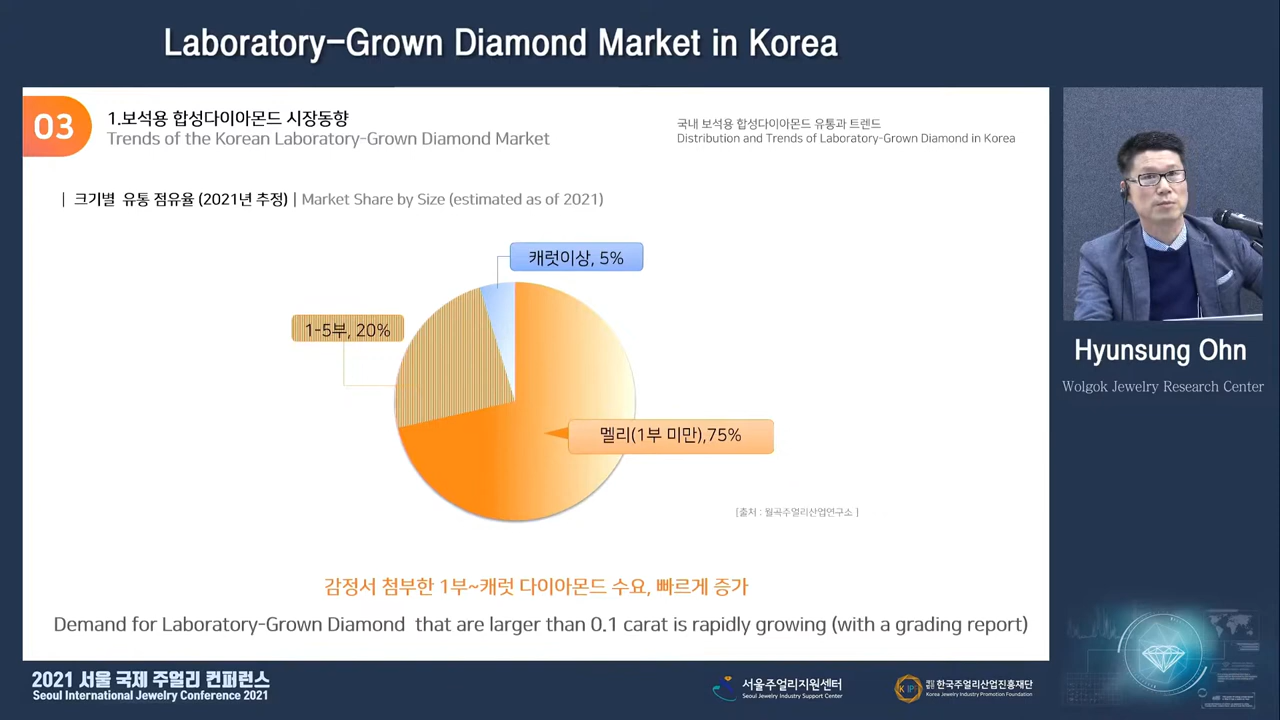 Laboratory-Grown Diamond Market in Korea
03
1.보석용 합성다이아몬드 시장동향
Trends of the Korean Laboratory-Grown Diamond Market
국내 보석용 합성다이아몬드 유통과 트렌드
Distribution and Trends of Laboratory-Grown Diamond in Korea
| 크기별 유통 점유율 (2021년 추정) | Market Share by Size (estimated as of 2021)
캐럿이상, 5%
1-5부, 20%
멜리(1부 미만),75%
[출처 : 월곡주얼리산업연구소 ]
감정서 첨부한 1부~캐럿 다이아몬드 수요, 빠르게 증가
Demand for Laboratory-Grown Diamond that are larger than 0.1 carat is rapidly growing (with a grading report)
Hyunsung Ohn
Wolgok Jewelry Research Center
2021 서울 국제 주얼리 컨퍼런스
Seoul International Jewelry Conference 2021
서울주얼리지원센터
Seoul Jewelry Industry Support Center
재단법인 한국주얼리산업진흥재단
Korea Jewelry Industry Promotion Foundation